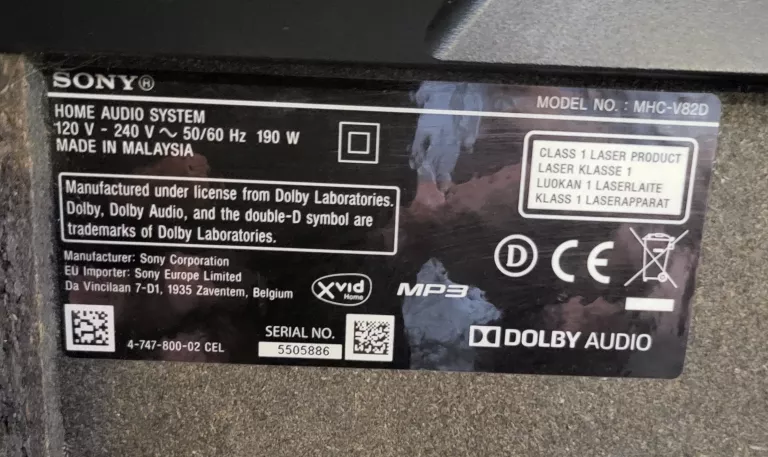 SONY®
MODEL NO. : MHC-V82D
HOME AUDIO SYSTEM
120 V - 240 V ~ 50/60 Hz 190 W
MADE IN MALAYSIA
CLASS 1 LASER PRODUCT
LASER KLASSE 1
LUOKAN 1 LASERLAITE
KLASS 1 LASERAPPARAT
Manufactured under license from Dolby Laboratories.
Dolby, Dolby Audio, and the double-D symbol are
trademarks of Dolby Laboratories.
Manufacturer: Sony Corporation
EU Importer: Sony Europe Limited
Da Vincilaan 7-D1, 1935 Zaventem, Belgium
Xvid
Home
MP3
D
CE
4-747-800-02 CEL
SERIAL NO.
5505886
DOLBY AUDIO